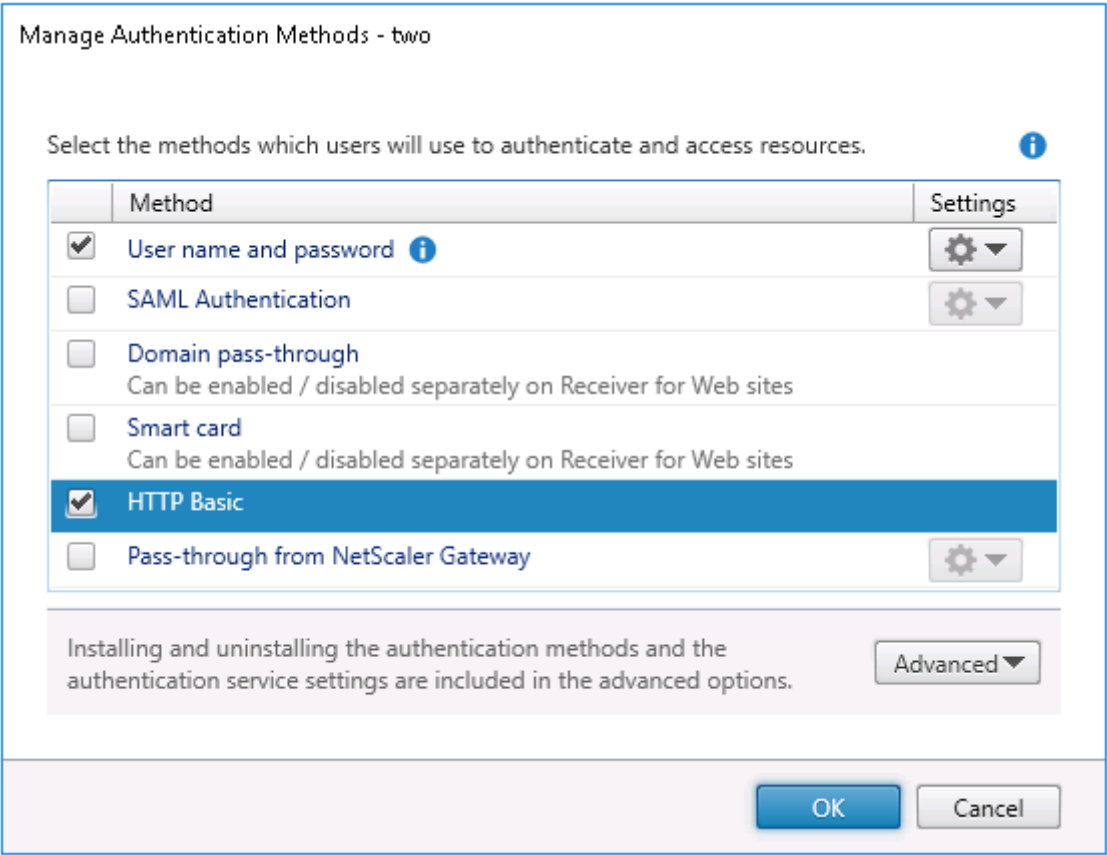 Manage Authentication Methods - two
Select the methods which users will use to authenticate and access resources.
Method Settings
User name and password
SAML Authentication
Domain pass-through
Can be enabled / disabled separately on Receiver for Web sites
Smart card
Can be enabled / disabled separately on Receiver for Web sites
HTTP Basic
Pass-through from NetScaler Gateway
Installing and uninstalling the authentication methods and the
authentication service settings are included in the advanced options.
Advanced
OK Cancel